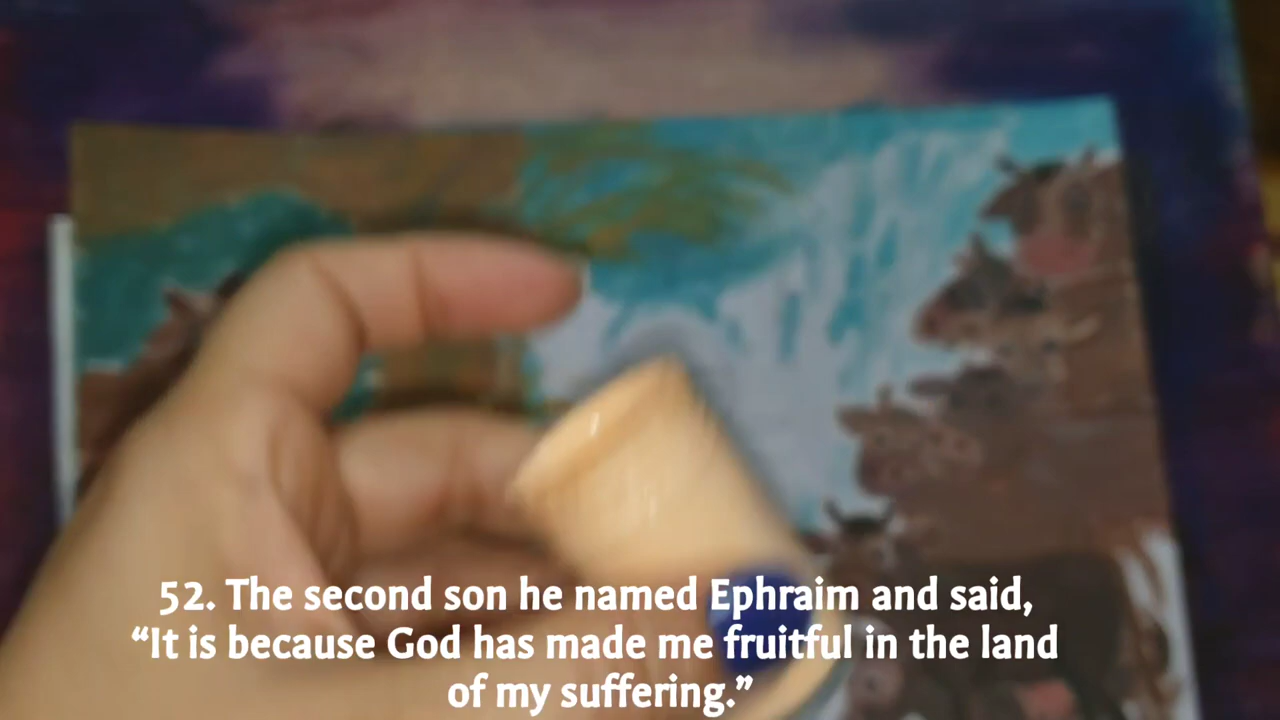 52. The second son he named Ephraim and said,
“It is because God has made me fruitful in the land
of my suffering.”